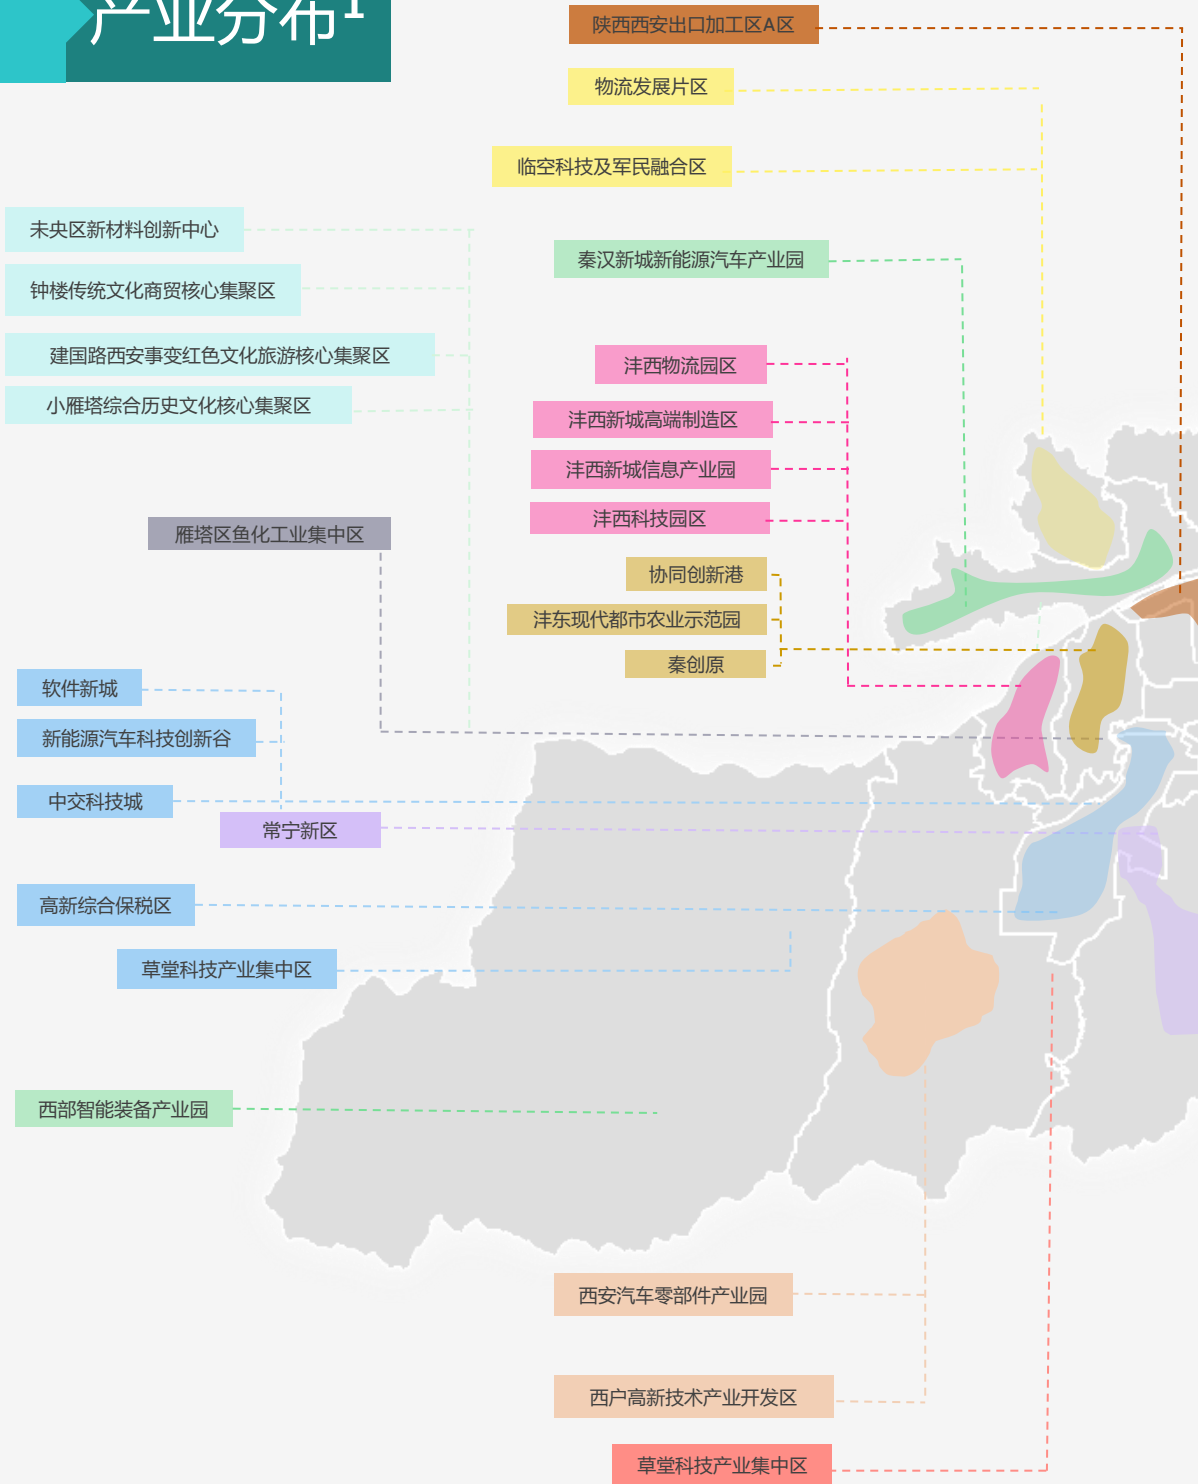 产业分布1
陕西西安出口加工区A区
物流发展片区
临空科技及军民融合区
未央区新材料创新中心
秦汉新城新能源汽车产业园
钟楼传统文化商贸核心集聚区
建国路西安事变红色文化旅游核心集聚区
沣西物流园区
小雁塔综合历史文化核心集聚区
沣西新城高端制造区
沣西新城信息产业园
沣西科技园区
雁塔区鱼化工业集中区
协同创新港
沣东现代都市农业示范园
秦创原
软件新城
新能源汽车科技创新谷
中交科技城
常宁新区
高新综合保税区
草堂科技产业集中区
西部智能装备产业园
西安汽车零部件产业园
西户高新技术产业开发区
草堂科技产业集中区